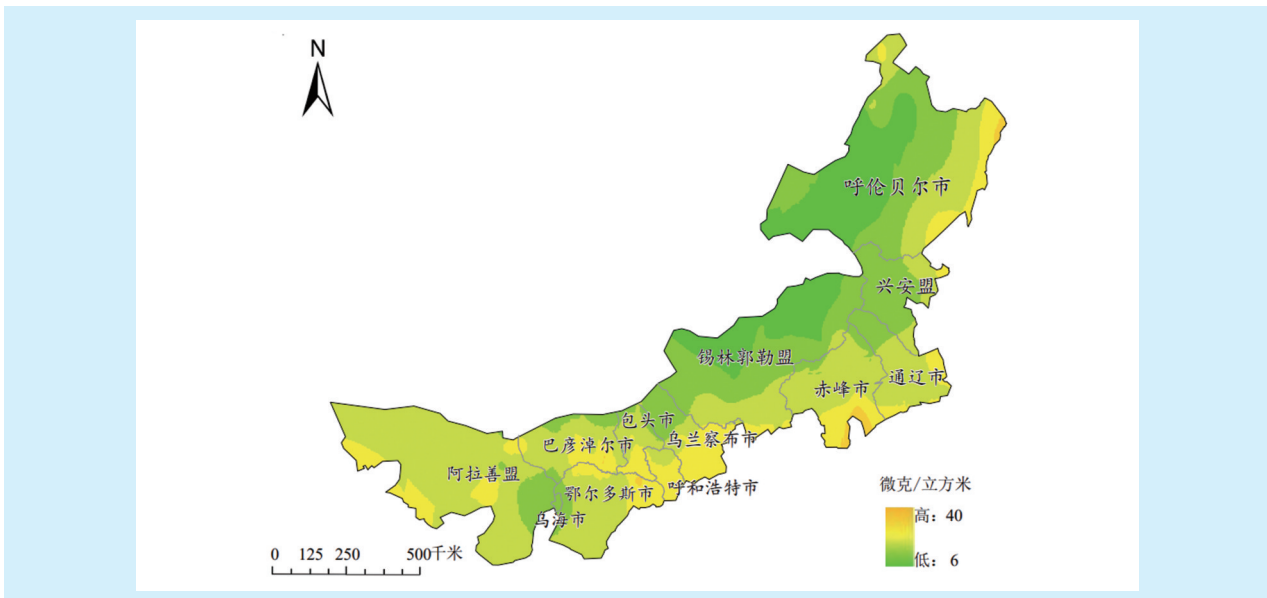 N
呼伦贝尔市
兴安盟
锡林郭勒盟
通辽市
赤峰市
包头市
乌兰察布市
巴彦淖尔市
阿拉善盟
鄂尔多斯市
呼和浩特市
乌海市
微克/立方米
高：40
低：6
0 125 250 500千米